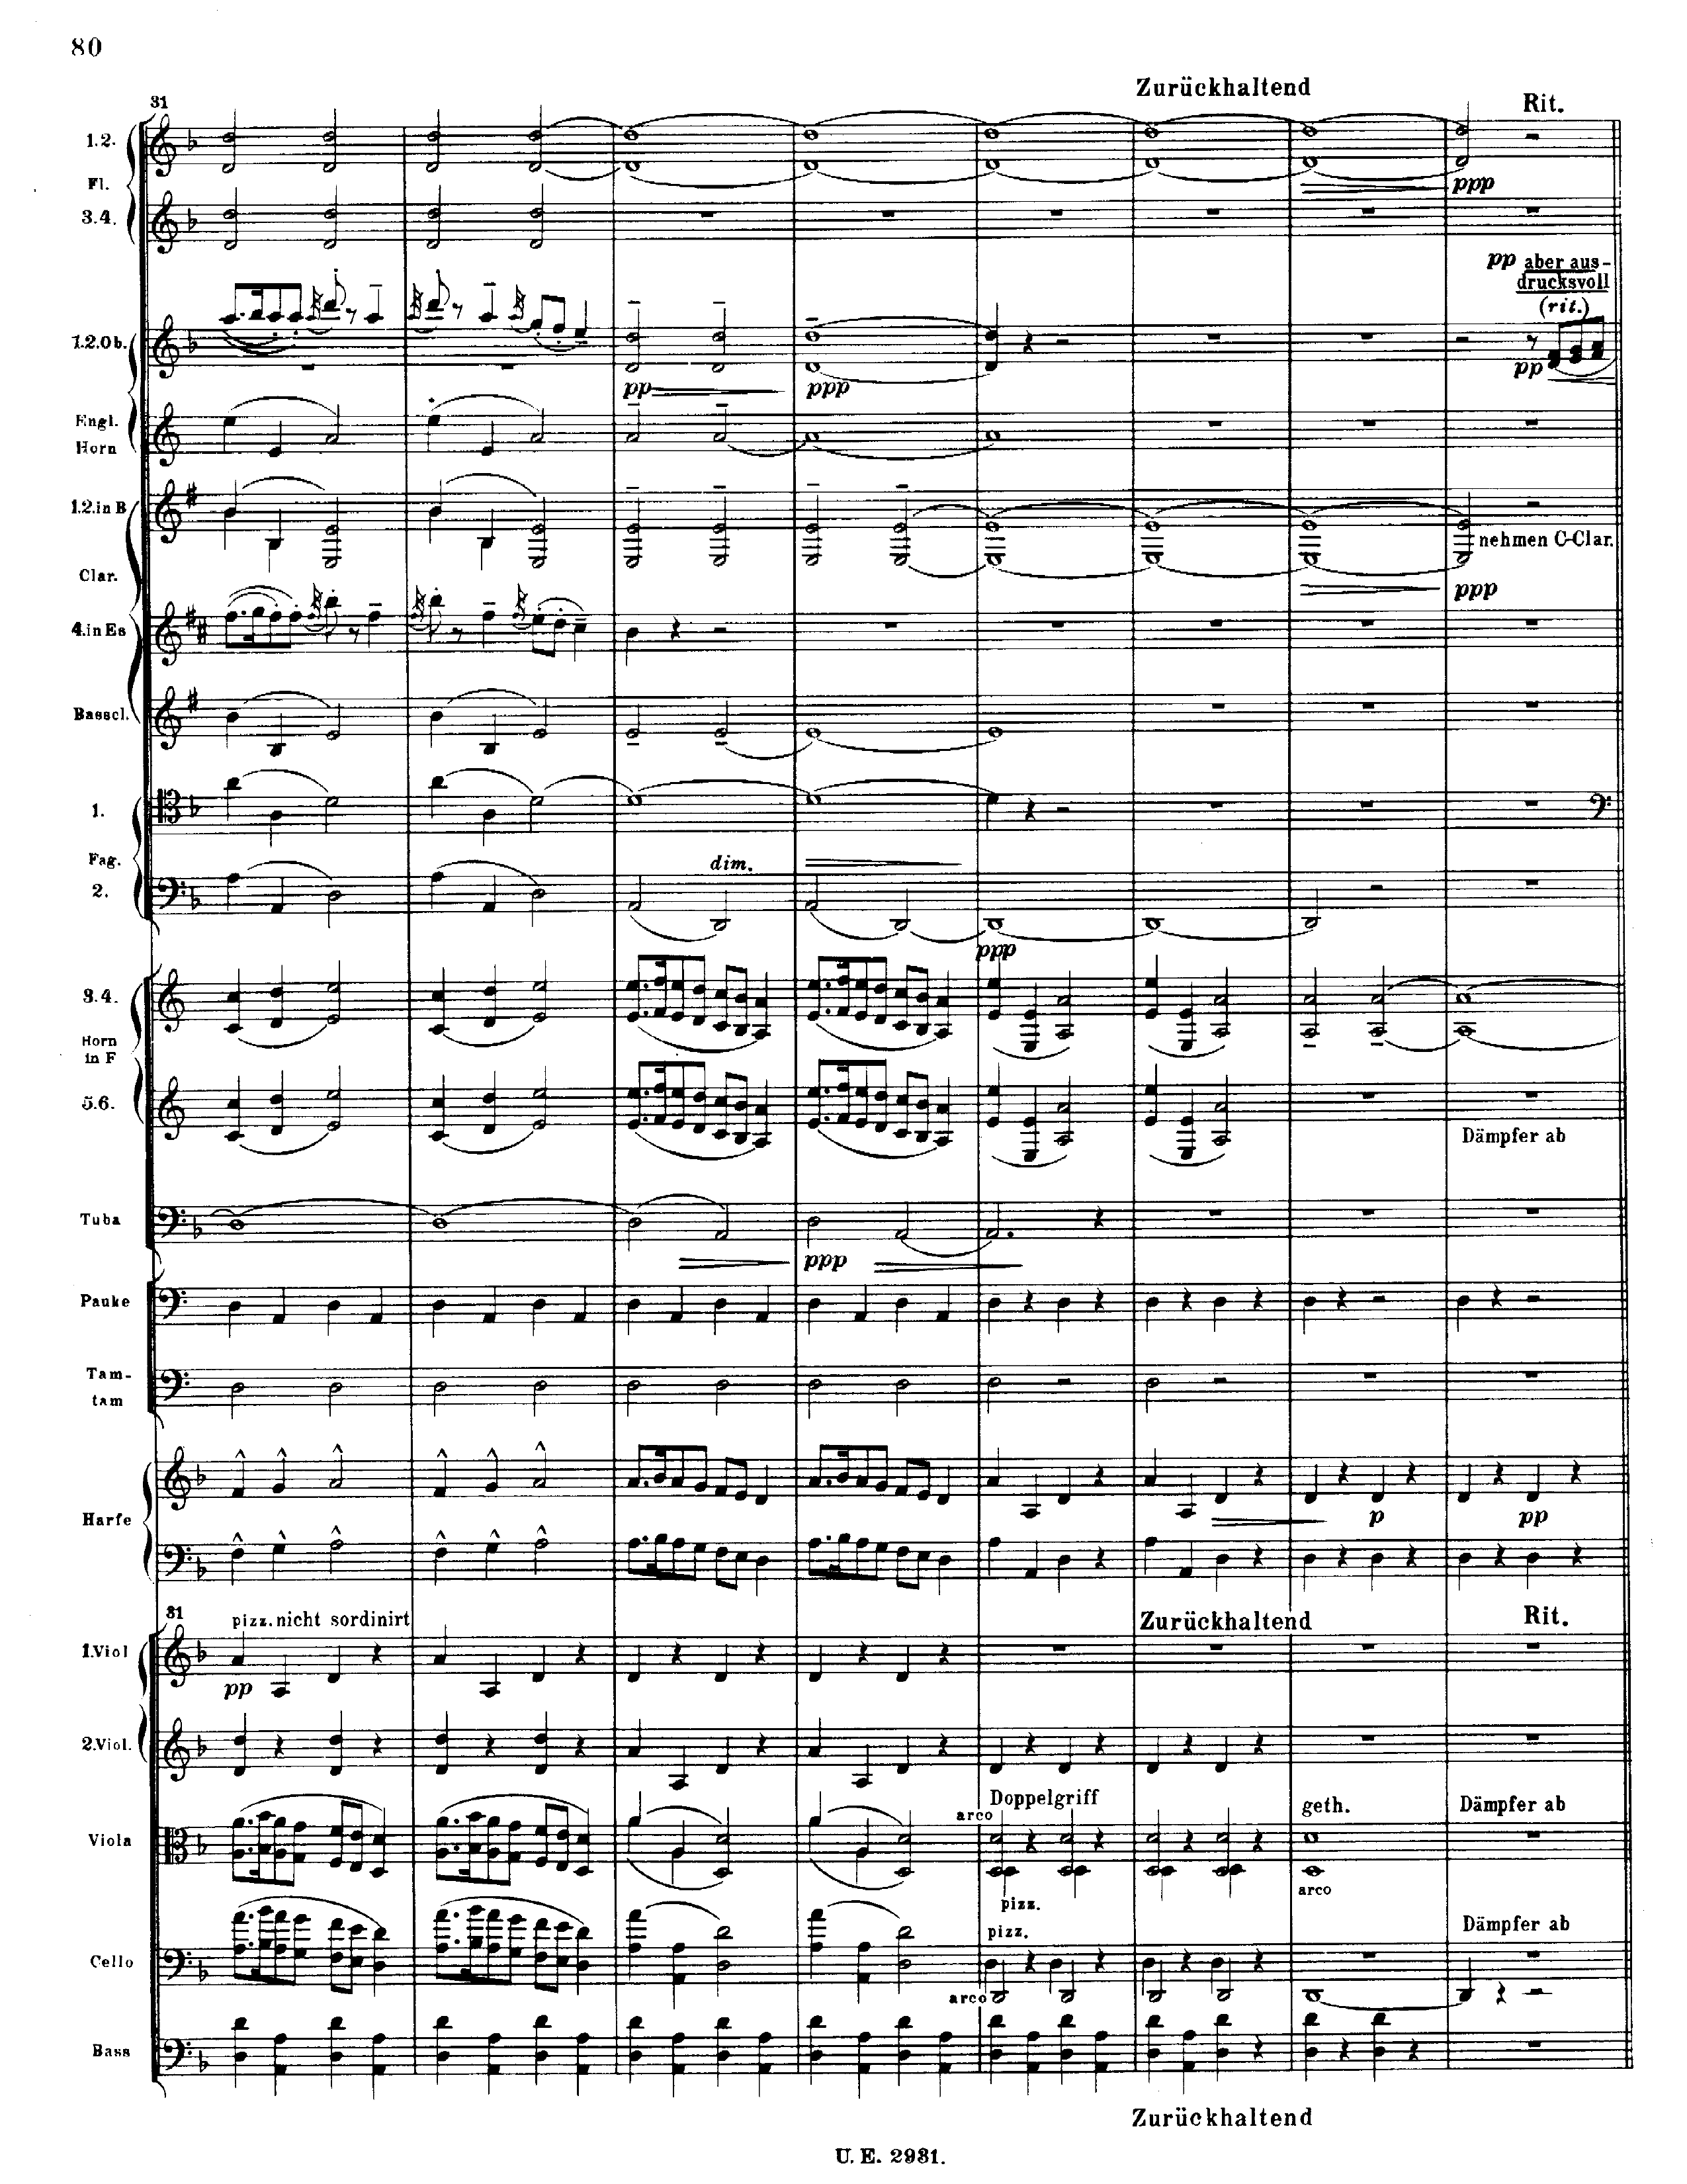 80
Zurückhaltend
31
Rit.
1.2.
Fl.
ppp
3.4.
pp aber aus-
drucksvoll
(rit.)
1.2.Ob.
pp
pp
ppp
Engl.
Horn
1.2.in B
nehmen C-Clar.
Clar.
ppp
4.in Es
Basscl.
1.
Fag.
dim.
2.
ppp
3.4.
Horn
in F
5.6.
Dämpfer ab
Tuba
ppp
Pauke
Tam-
tam
Harfe
p
pp
31
pizz. nicht sordinirt
Zurückhaltend
Rit.
1.Viol
pp
2.Viol.
Doppelgriff
arco
geth.
Dämpfer ab
Viola
arco
pizz.
pizz.
Dämpfer ab
Cello
arco
Bass
Zurückhaltend
U. E. 2931.